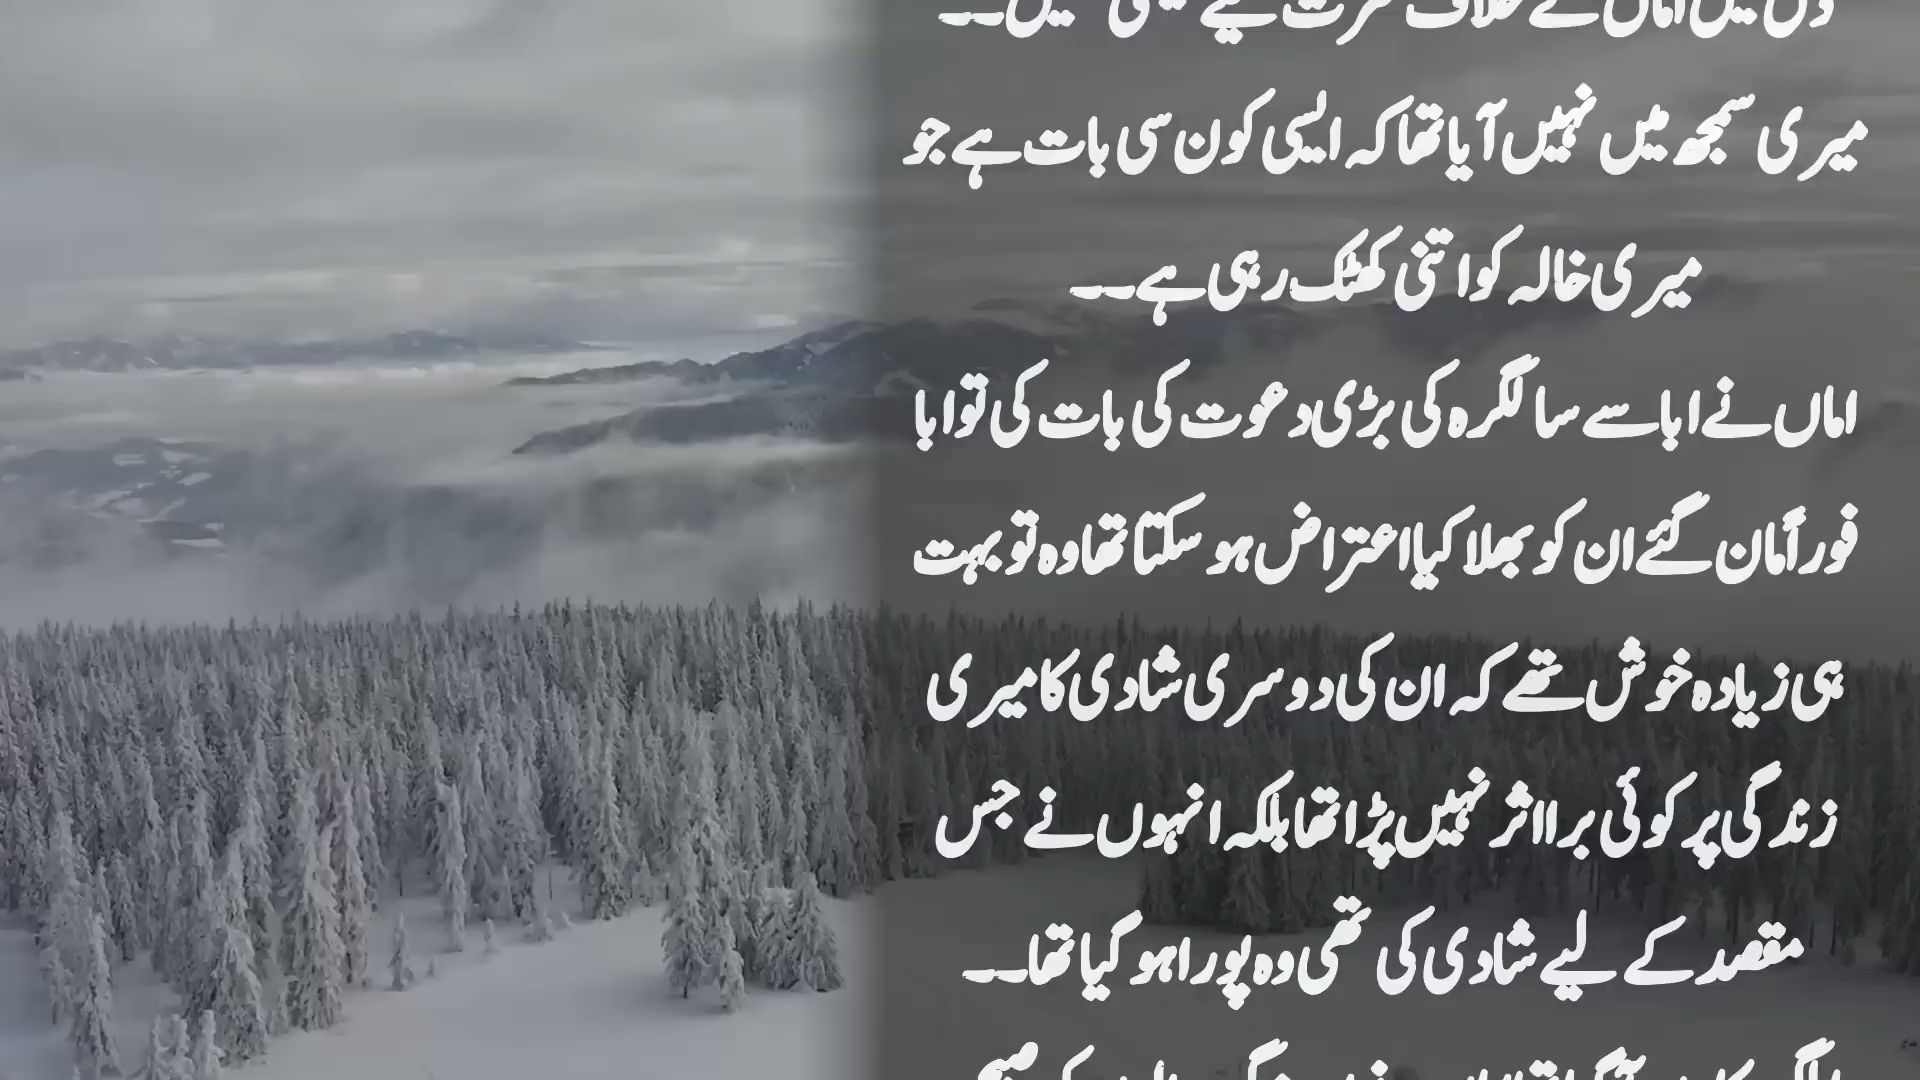 میری سمجھ میں نہیں آیا تھا کہ ایسی کون سی بات ہے جو
میری خالہ کو اتنی کھٹک رہی ہے۔۔
اماں نے ابا سے سالگرہ کی بڑی دعوت کی بات کی تو ابا
فوراً مان گئے ان کو بھلا کیا اعتراض ہو سکتا تھا وہ تو بہت
ہی زیادہ خوش تھے کہ ان کی دوسری شادی کا میری
زندگی پر کوئی برا اثر نہیں پڑا تھا بلکہ انہوں نے جس
مقصد کے لیے شادی کی تھی وہ پورا ہو گیا تھا۔۔